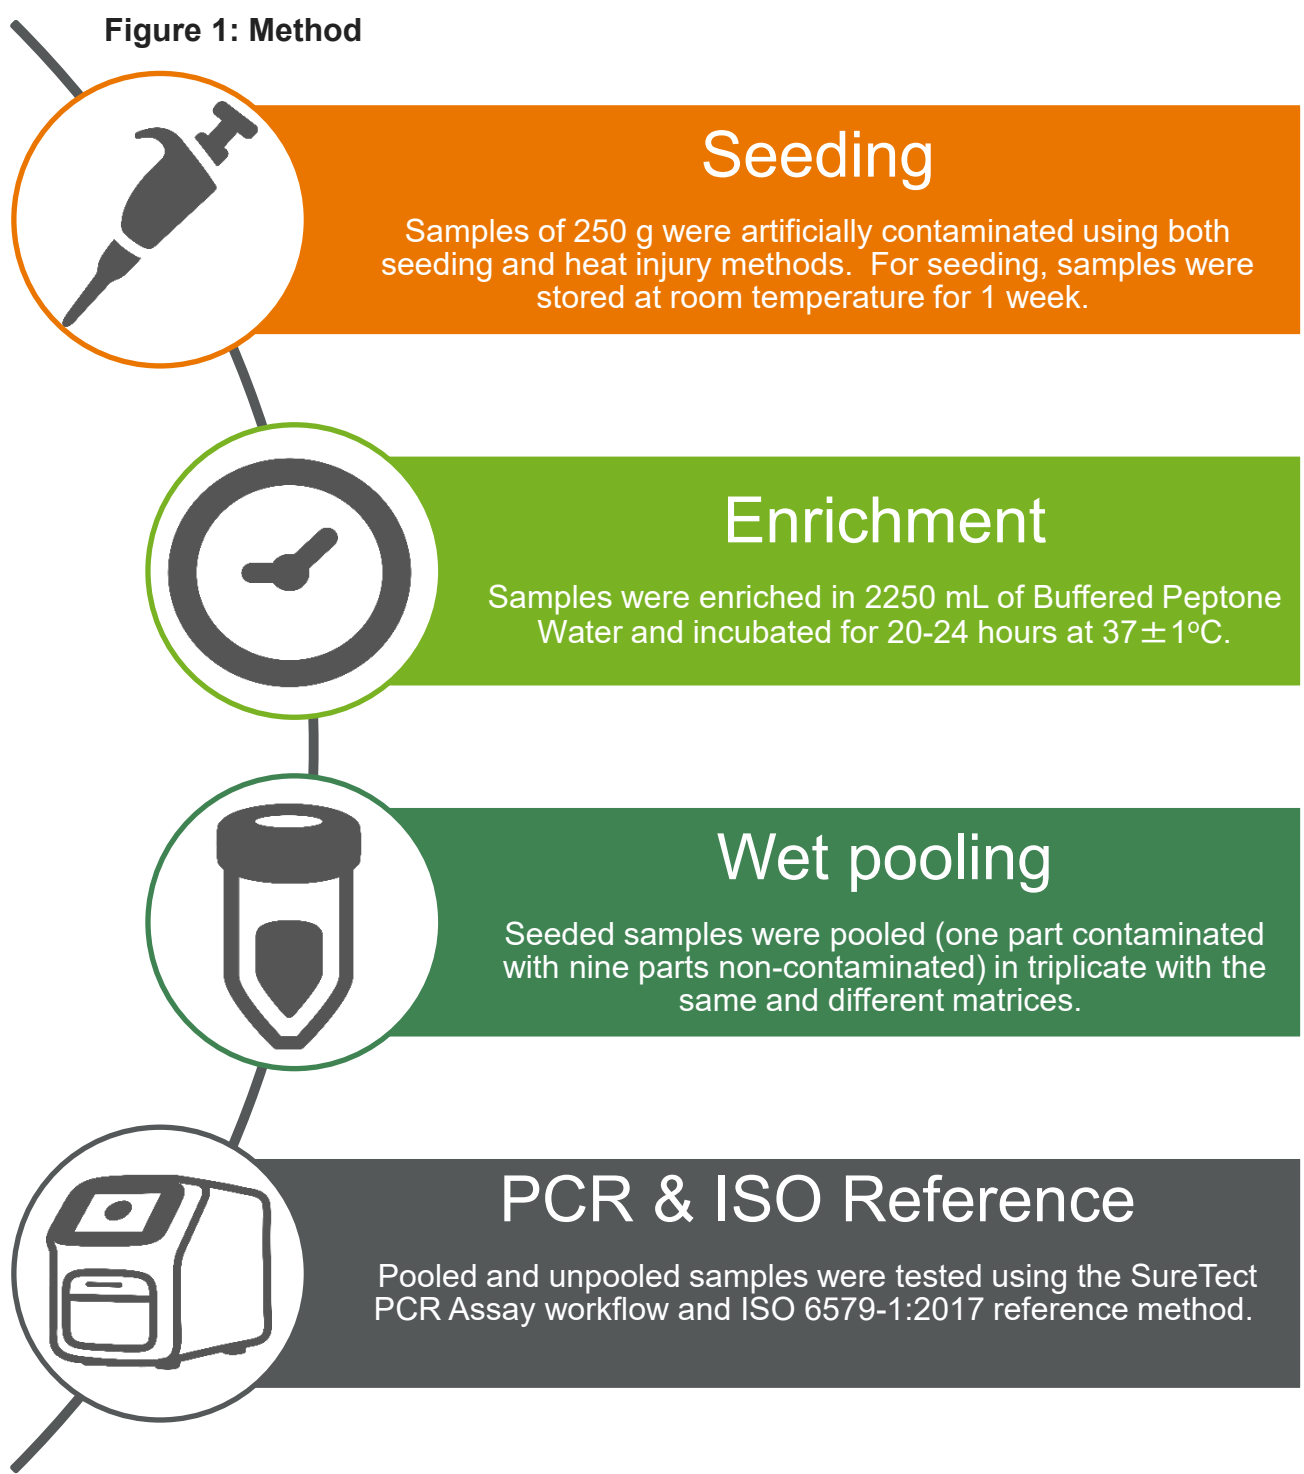 Figure 1: Method
Seeding
Samples of 250 g were artificially contaminated using both
seeding and heat injury methods.  For seeding, samples were
stored at room temperature for 1 week.
Enrichment
Samples were enriched in 2250 mL of Buffered Peptone
Water and incubated for 20-24 hours at 37±1ºC.
Wet pooling
Seeded samples were pooled (one part contaminated
with nine parts non-contaminated) in triplicate with the
same and different matrices.
PCR & ISO Reference
Pooled and unpooled samples were tested using the SureTect
PCR Assay workflow and ISO 6579-1:2017 reference method.